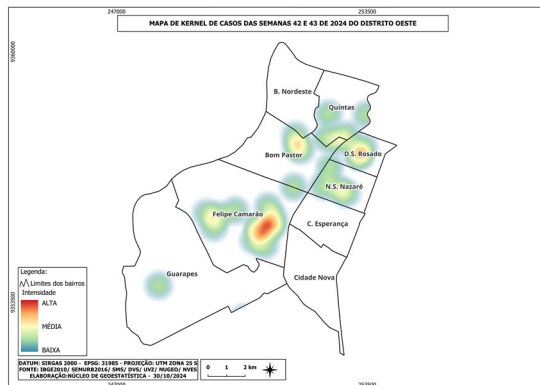 247000
253500
MAPA DE KERNEL DE CASOS DAS SEMANAS 42 E 43 DE 2024 DO DISTRITO OESTE
9360000
B. Nordeste
Quintas
Bom Pastor
D.S. Rosado
N.S. Nazaré
Felipe Camarão
C. Esperança
Guarapes
Cidade Nova
9353500
Legenda:
Limites dos bairros
Intensidade
ALTA
MÉDIA
BAIXA
DATUM: SIRGAS 2000 - EPSG: 31985 - PROJEÇÃO: UTM ZONA 25 S
FONTE: IBGE2010/ SEMURB2016/ SMS/ DVS/ UVZ/ NUGEO/ NVES
ELABORAÇÃO:NÚCLEO DE GEOESTATÍSTICA - 30/10/2024
0 1 2 km
247000
253500